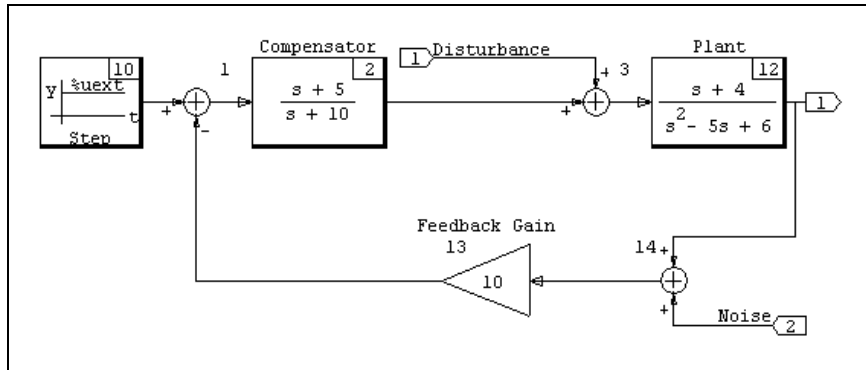 Compensator
Disturbance
Plant
10
Y
%uext
t
Step
+
-
1
2
s + 5
s + 10
1
+
+
3
12
s + 4
s² - 5s + 6
1
Feedback Gain
13
10
14
+
+
Noise
2